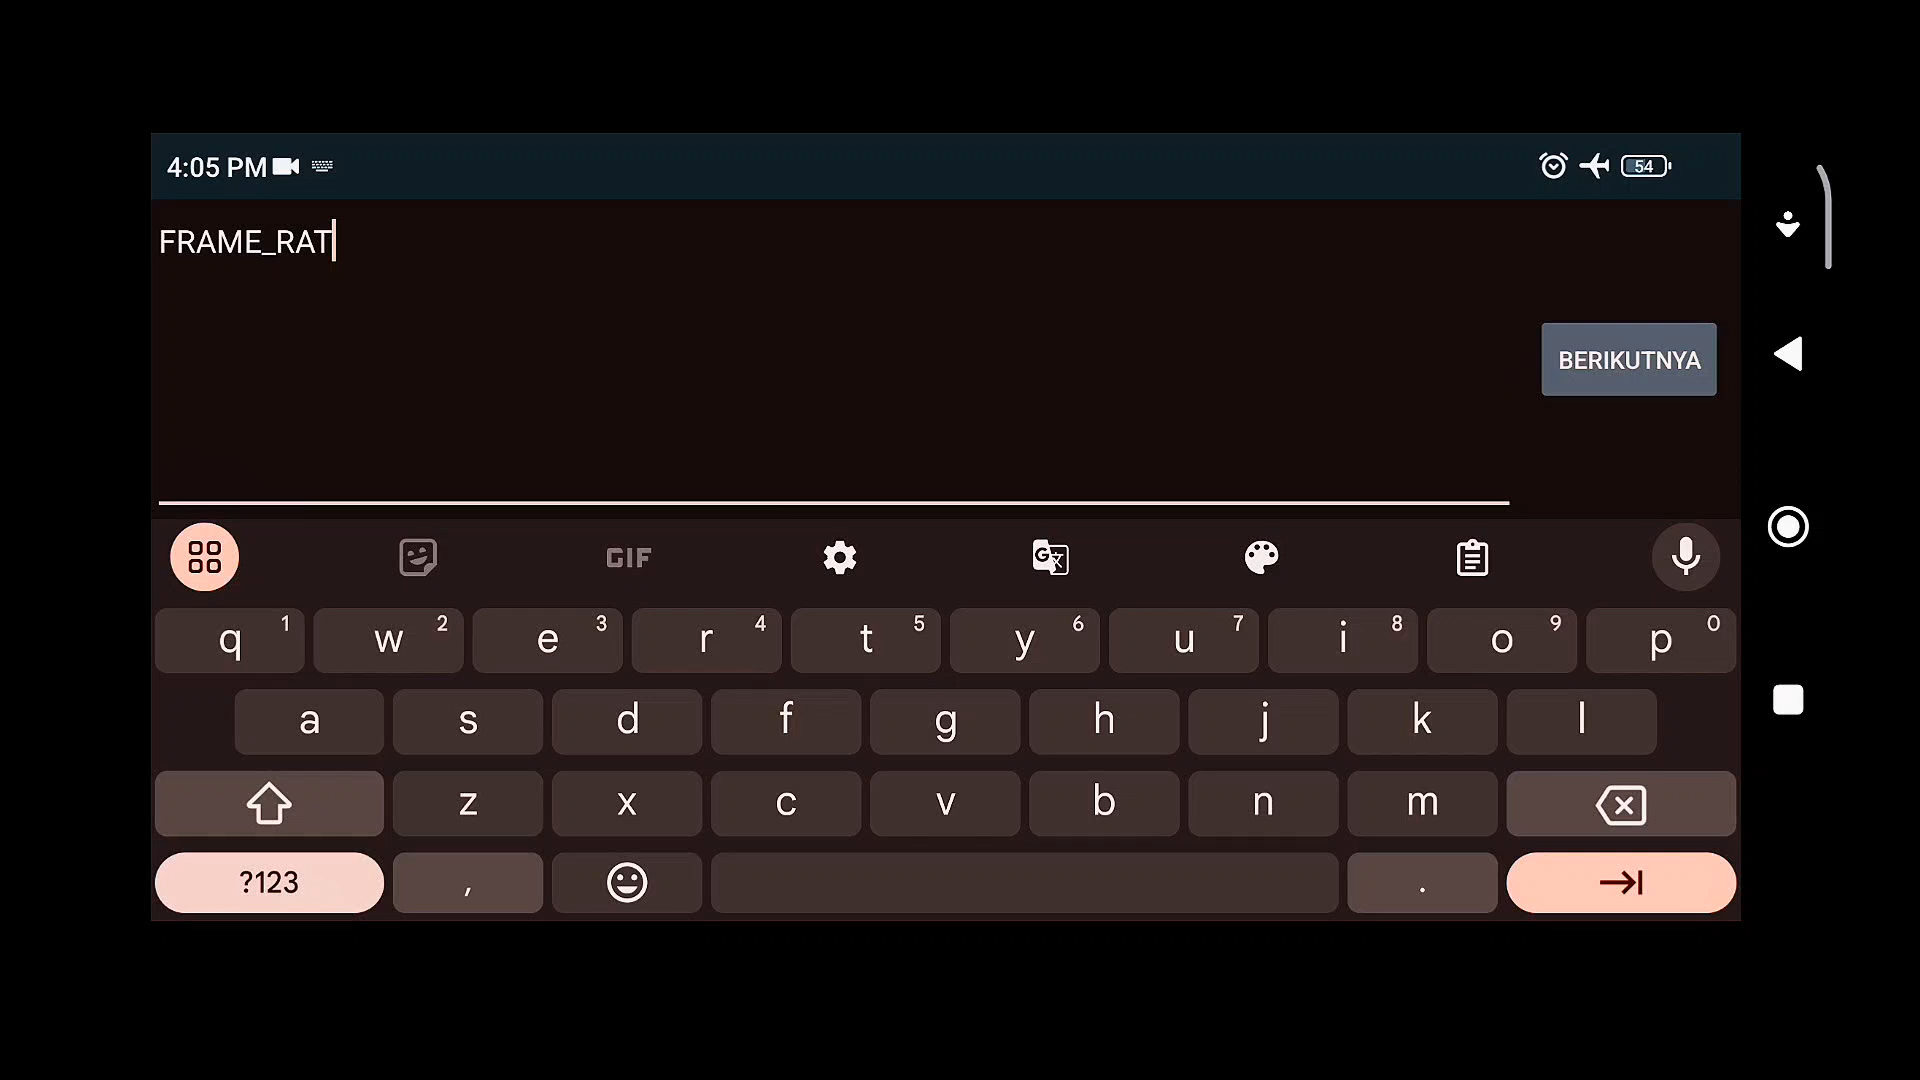 4:05 PM
54
FRAME_RAT
BERIKUTNYA
GIF
q 1 w 2 e 3 r 4 t 5 y 6 u 7 i 8 o 9 p 0
a s d f g h j k l
z x c v b n m
?123 , .